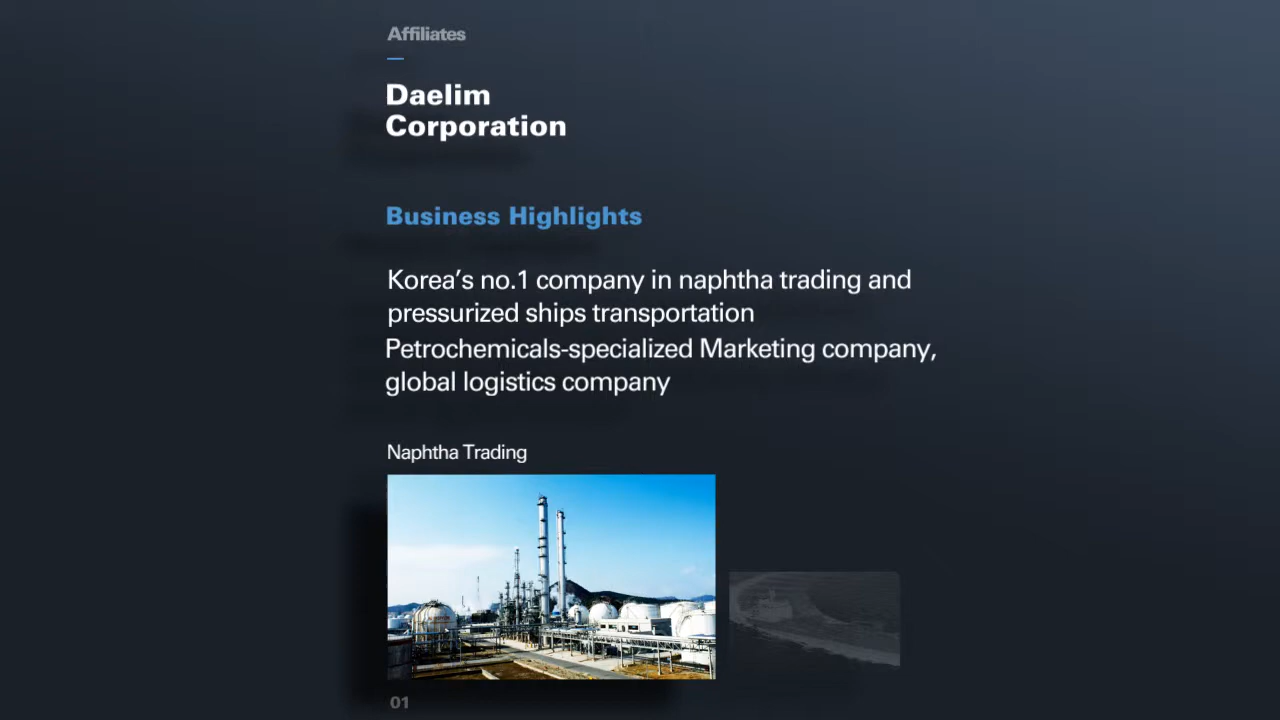 Affiliates
Daelim
Corporation
Business Highlights
Korea's no.1 company in naphtha trading and
pressurized ships transportation
Petrochemicals-specialized Marketing company,
global logistics company
Naphtha Trading
01